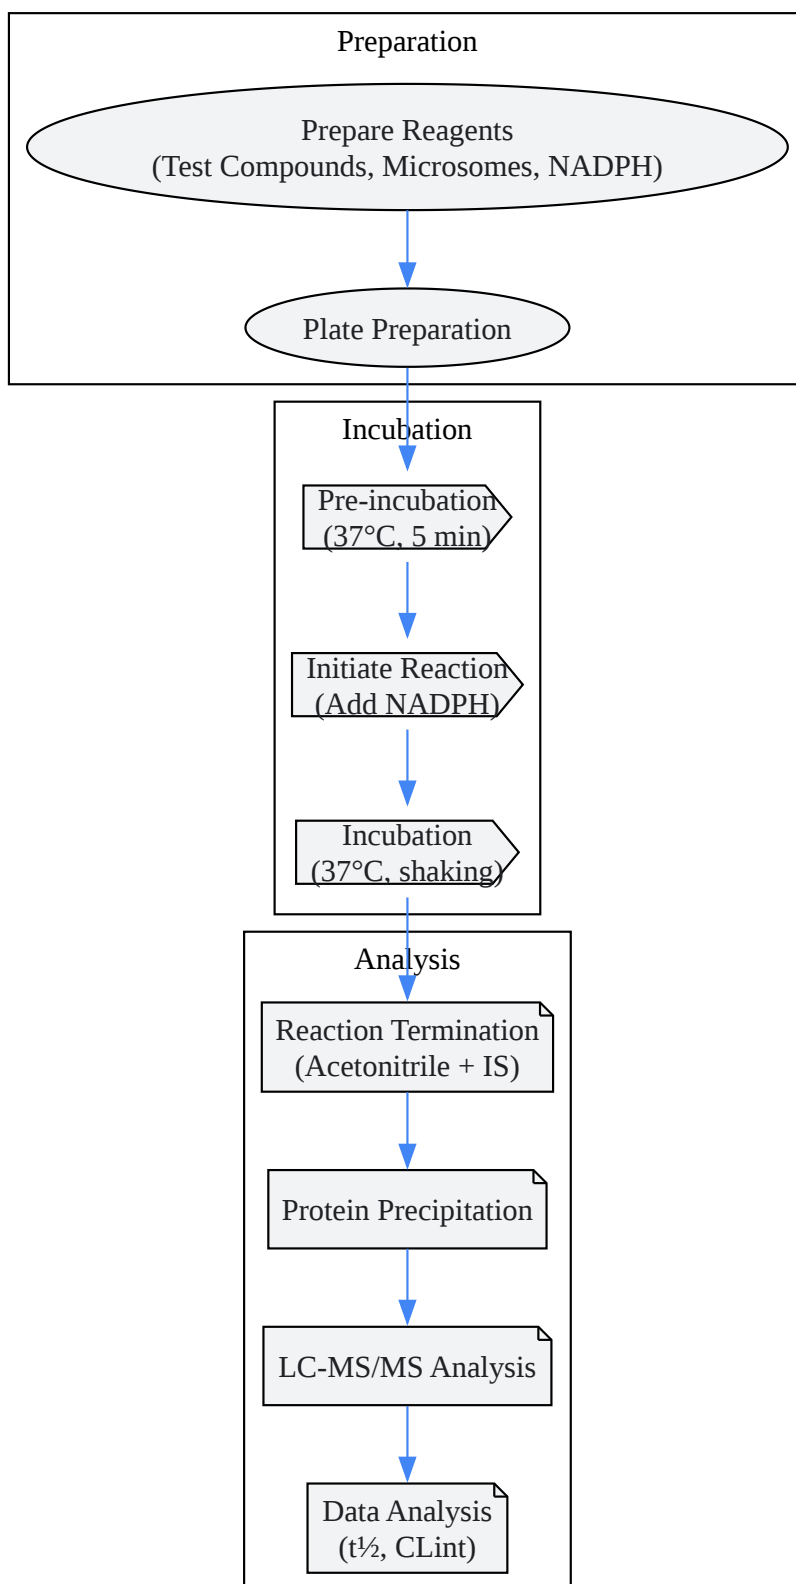 Preparation
Prepare Reagents
(Test Compounds, Microsomes, NADPH)
Plate Preparation
Incubation
Pre-incubation
(37°C, 5 min)
Initiate Reaction
(Add NADPH)
Incubation
(37°C, shaking)
Analysis
Reaction Termination
(Acetonitrile + IS)
Protein Precipitation
LC-MS/MS Analysis
Data Analysis
(t½, CLint)